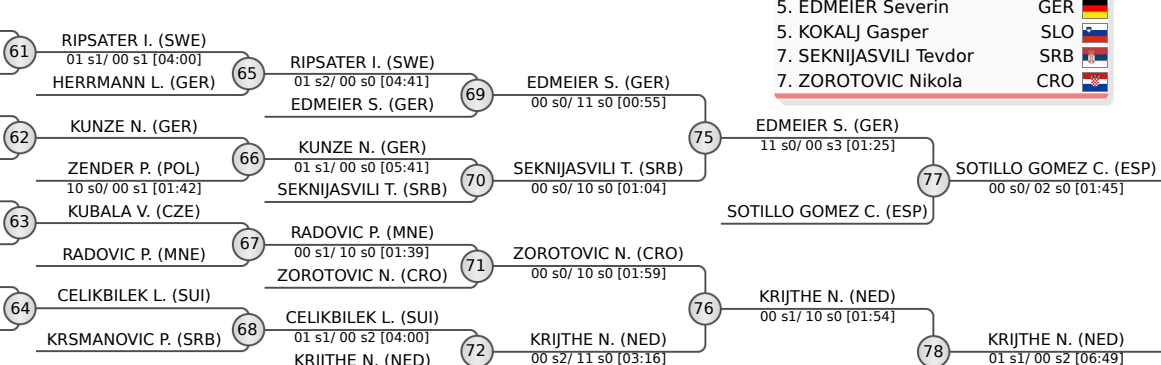 5. EDMEIER Severin GER
5. KOKALJ Gasper SLO
7. SEKNIJASVILI Tevdor SRB
7. ZOROTOVIC Nikola CRO
61
RIPSATER I. (SWE)
01 s1/ 00 s1 [04:00]
HERRMANN L. (GER)
62
KUNZE N. (GER)
ZENDER P. (POL)
10 s0/ 00 s1 [01:42]
63
KUBALA V. (CZE)
RADOVIC P. (MNE)
64
CELIKBILEK L. (SUI)
KRSMANOVIC P. (SRB)
65
RIPSATER I. (SWE)
01 s2/ 00 s0 [04:41]
EDMEIER S. (GER)
66
KUNZE N. (GER)
01 s1/ 00 s0 [05:41]
SEKNIJASVILI T. (SRB)
67
RADOVIC P. (MNE)
00 s1/ 10 s0 [01:39]
ZOROTOVIC N. (CRO)
68
CELIKBILEK L. (SUI)
01 s1/ 00 s2 [04:00]
KRIJTHE N. (NED)
69
EDMEIER S. (GER)
00 s0/ 11 s0 [00:55]
70
SEKNIJASVILI T. (SRB)
00 s0/ 10 s0 [01:04]
71
ZOROTOVIC N. (CRO)
00 s0/ 10 s0 [01:59]
72
KRIJTHE N. (NED)
00 s2/ 11 s0 [03:16]
75
EDMEIER S. (GER)
11 s0/ 00 s3 [01:25]
SOTILLO GOMEZ C. (ESP)
76
KRIJTHE N. (NED)
00 s1/ 10 s0 [01:54]
77
SOTILLO GOMEZ C. (ESP)
00 s0/ 02 s0 [01:45]
78
KRIJTHE N. (NED)
01 s1/ 00 s2 [06:49]